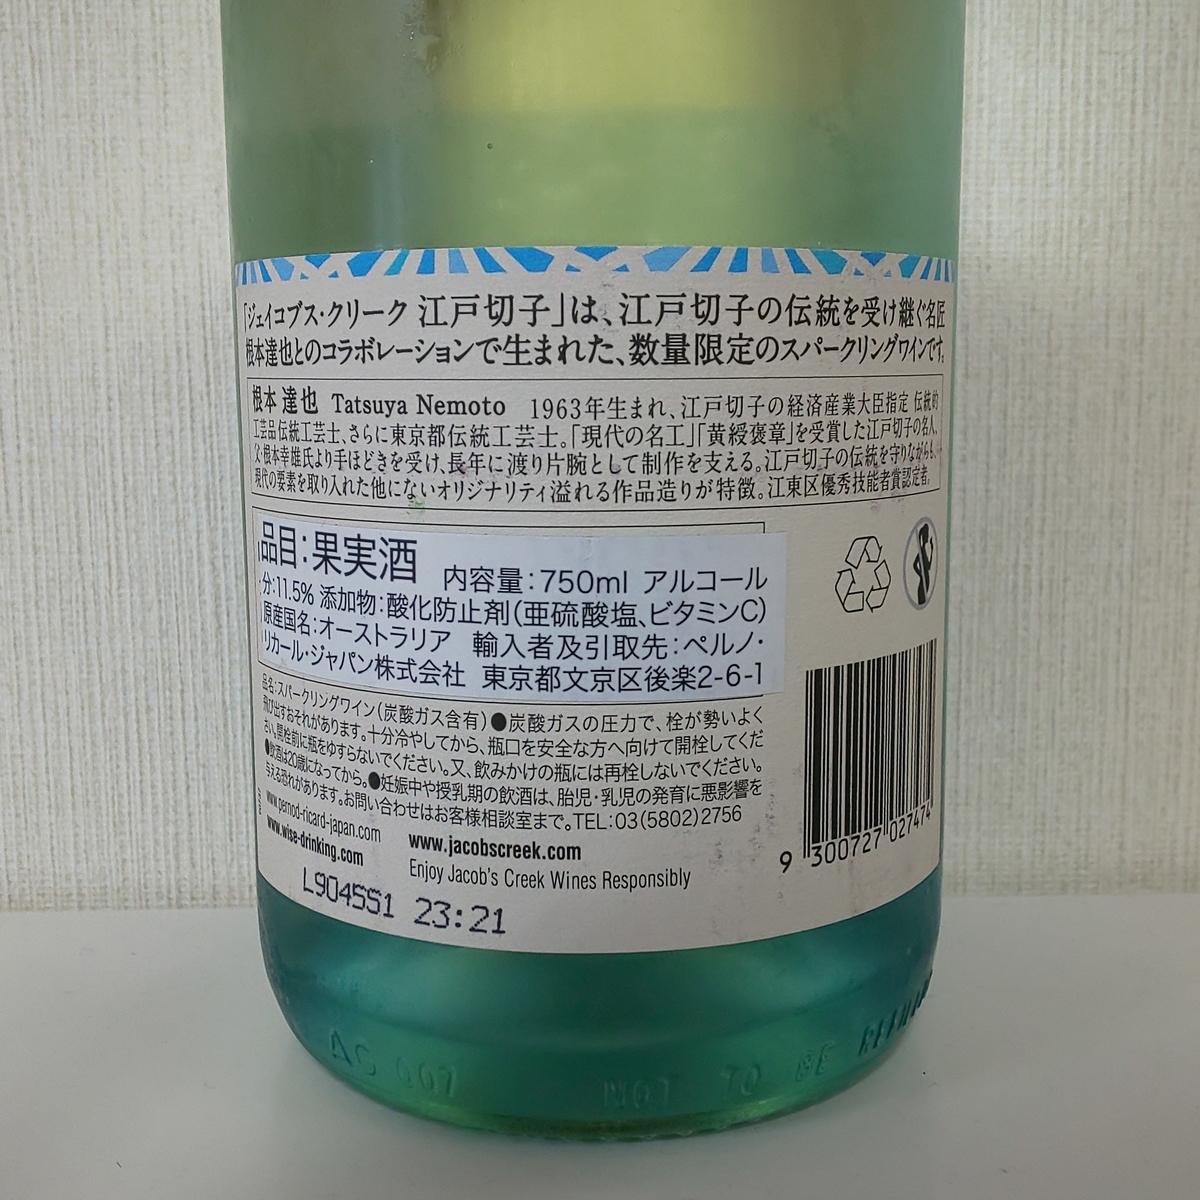 「ジェイコブス・クリーク 江戸切子」は、江戸切子の伝統を受け継ぐ名匠
根本達也とのコラボレーションで生まれた、数量限定のスパークリングワインです。
根本 達也 Tatsuya Nemoto 1963年生まれ、江戸切子の経済産業大臣指定 伝統的
工芸品伝統工芸士、さらに東京都伝統工芸士。「現代の名工」「黄綬褒章」を受賞した江戸切子の名人、
父・根本幸雄氏より手ほどきを受け、長年に渡り片腕として制作を支える。江戸切子の伝統を守りながらも、
現代の要素を取り入れた他にないオリジナリティ溢れる作品造りが特徴。江東区優秀技能者賞認定者。
品目:果実酒 内容量:750ml アルコール
分:11.5% 添加物:酸化防止剤(亜硫酸塩、ビタミンC)
原産国名:オーストラリア 輸入者及引取先:ペルノ・
リカール・ジャパン株式会社 東京都文京区後楽2-6-1
品名:スパークリングワイン(炭酸ガス含有)●炭酸ガスの圧力で、栓が勢いよく
飛び出すおそれがあります。十分冷やしてから、瓶口を安全な方へ向けて開栓してくだ
さい。開栓前に瓶をゆすらないでください。又、飲みかけの瓶には再栓しないでください。
●飲酒は20歳になってから。●妊娠中や授乳期の飲酒は、胎児・乳児の発育に悪影響を
与える恐れがあります。お問い合わせはお客様相談室まで。TEL:03(5802)2756
www.pernod-ricard-japan.com
www.wise-drinking.com
www.jacobscreek.com
Enjoy Jacob's Creek Wines Responsibly
9 300727 027474
L9045S1 23:21
AC 007 NOT TO BE